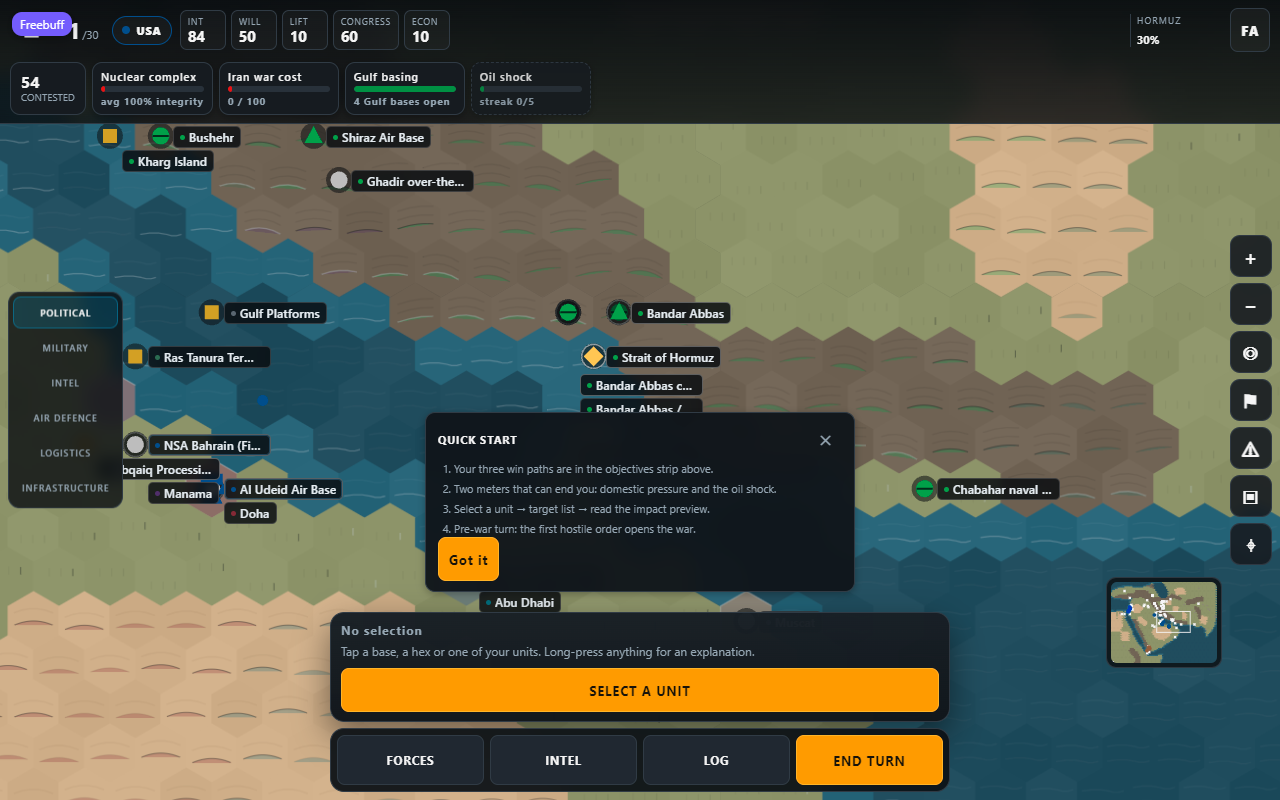 Freebuff
1/30
USA
INT
84
WILL
50
LIFT
10
CONGRESS
60
ECON
10
HORMUZ
30%
FA
54
CONTESTED
Nuclear complex
avg 100% integrity
Iran war cost
0 / 100
Gulf basing
4 Gulf bases open
Oil shock
streak 0/5
Bushehr
Shiraz Air Base
Kharg Island
Ghadir over-the...
Gulf Platforms
Bandar Abbas
Ras Tanura Ter...
Strait of Hormuz
Bandar Abbas c...
Bandar Abbas /
POLITICAL
MILITARY
INTEL
AIR DEFENCE
LOGISTICS
INFRASTRUCTURE
NSA Bahrain (Fi...
bqaiq Processi...
Manama
Al Udeid Air Base
Doha
Chabahar naval ...
QUICK START
1. Your three win paths are in the objectives strip above.
2. Two meters that can end you: domestic pressure and the oil shock.
3. Select a unit → target list → read the impact preview.
4. Pre-war turn: the first hostile order opens the war.
Got it
Abu Dhabi
No selection
Tap a base, a hex or one of your units. Long-press anything for an explanation.
SELECT A UNIT
FORCES
INTEL
LOG
END TURN